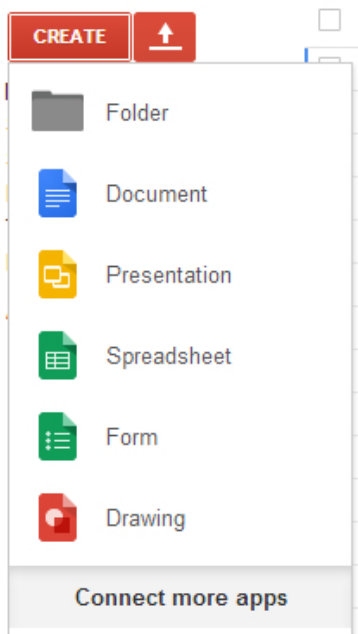 CREATE
Folder
Document
Presentation
Spreadsheet
Form
Drawing
Connect more apps